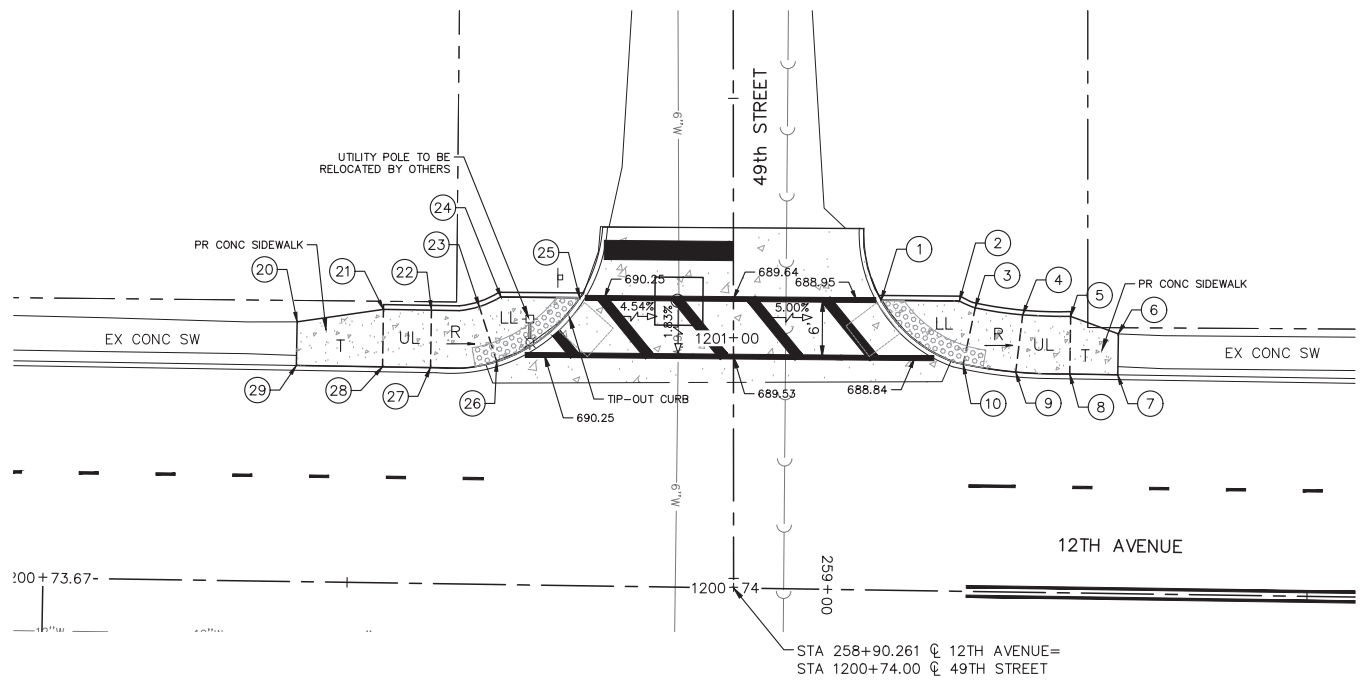 6"W
49th STREET
UTILITY POLE TO BE
RELOCATED BY OTHERS
24
23
25
PR CONC SIDEWALK
20
21
22
690.25
689.64
688.95
1
2
3
4
5
6
PR CONC SIDEWALK
EX CONC SW
T
UL
R
LL
4.54%
1.83%
5.00%
6'
1201+00
LL
R
UL
T
EX CONC SW
29
28
27
26
TIP-OUT CURB
690.25
689.53
688.84
10
9
8
7
6"W
12TH AVENUE
200+73.67
1200+74
259+00
12"W
STA 258+90.261 ℄ 12TH AVENUE=
STA 1200+74.00 ℄ 49TH STREET